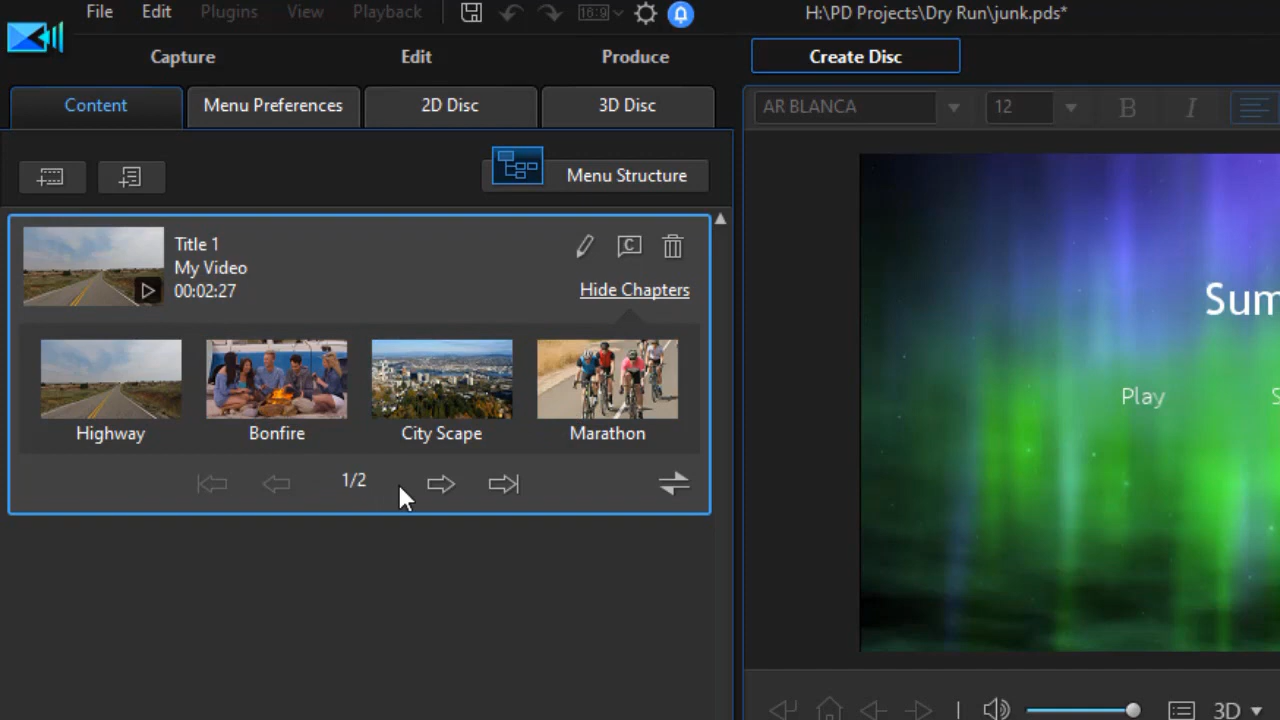 File Edit Plugins View Playback 16:9 H:\PD Projects\Dry Run\junk.pds*
Capture Edit Produce Create Disc
Content Menu Preferences 2D Disc 3D Disc AR BLANCA 12 B I
Menu Structure
Title 1
My Video
00:02:27
C
Hide Chapters
Sum
Play S
Highway Bonfire City Scape Marathon
1/2
3D